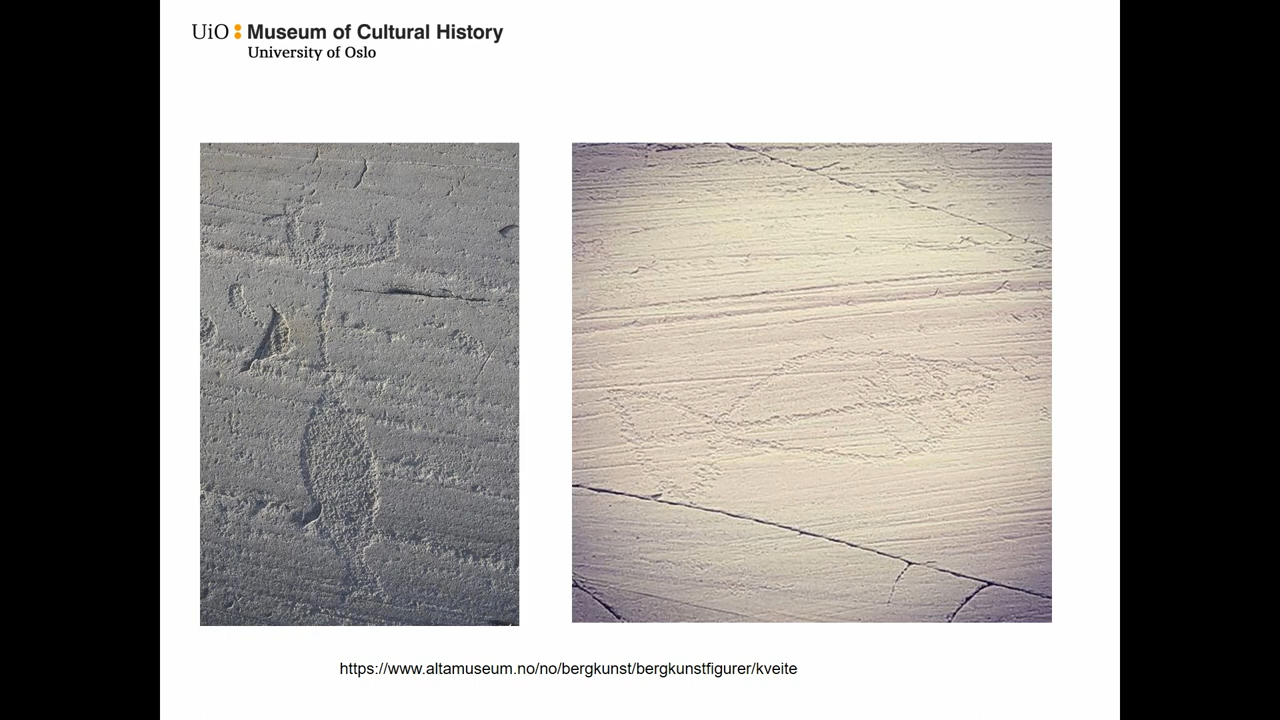 UiO : Museum of Cultural History
University of Oslo
https://www.altamuseum.no/no/bergkunst/bergkunstfigurer/kveite